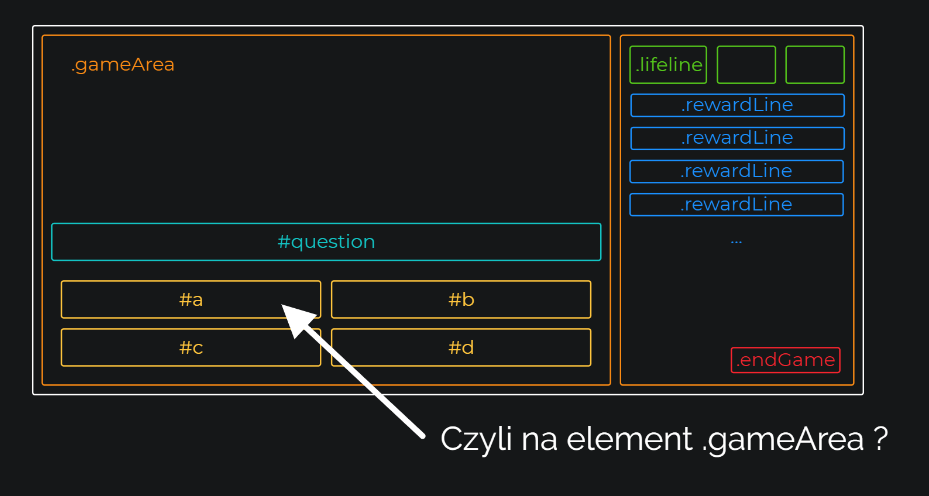 .gameArea
.lifeline
.rewardLine
.rewardLine
.rewardLine
.rewardLine
...
#question
#a
#b
#c
#d
.endGame
Czyli na element .gameArea ?